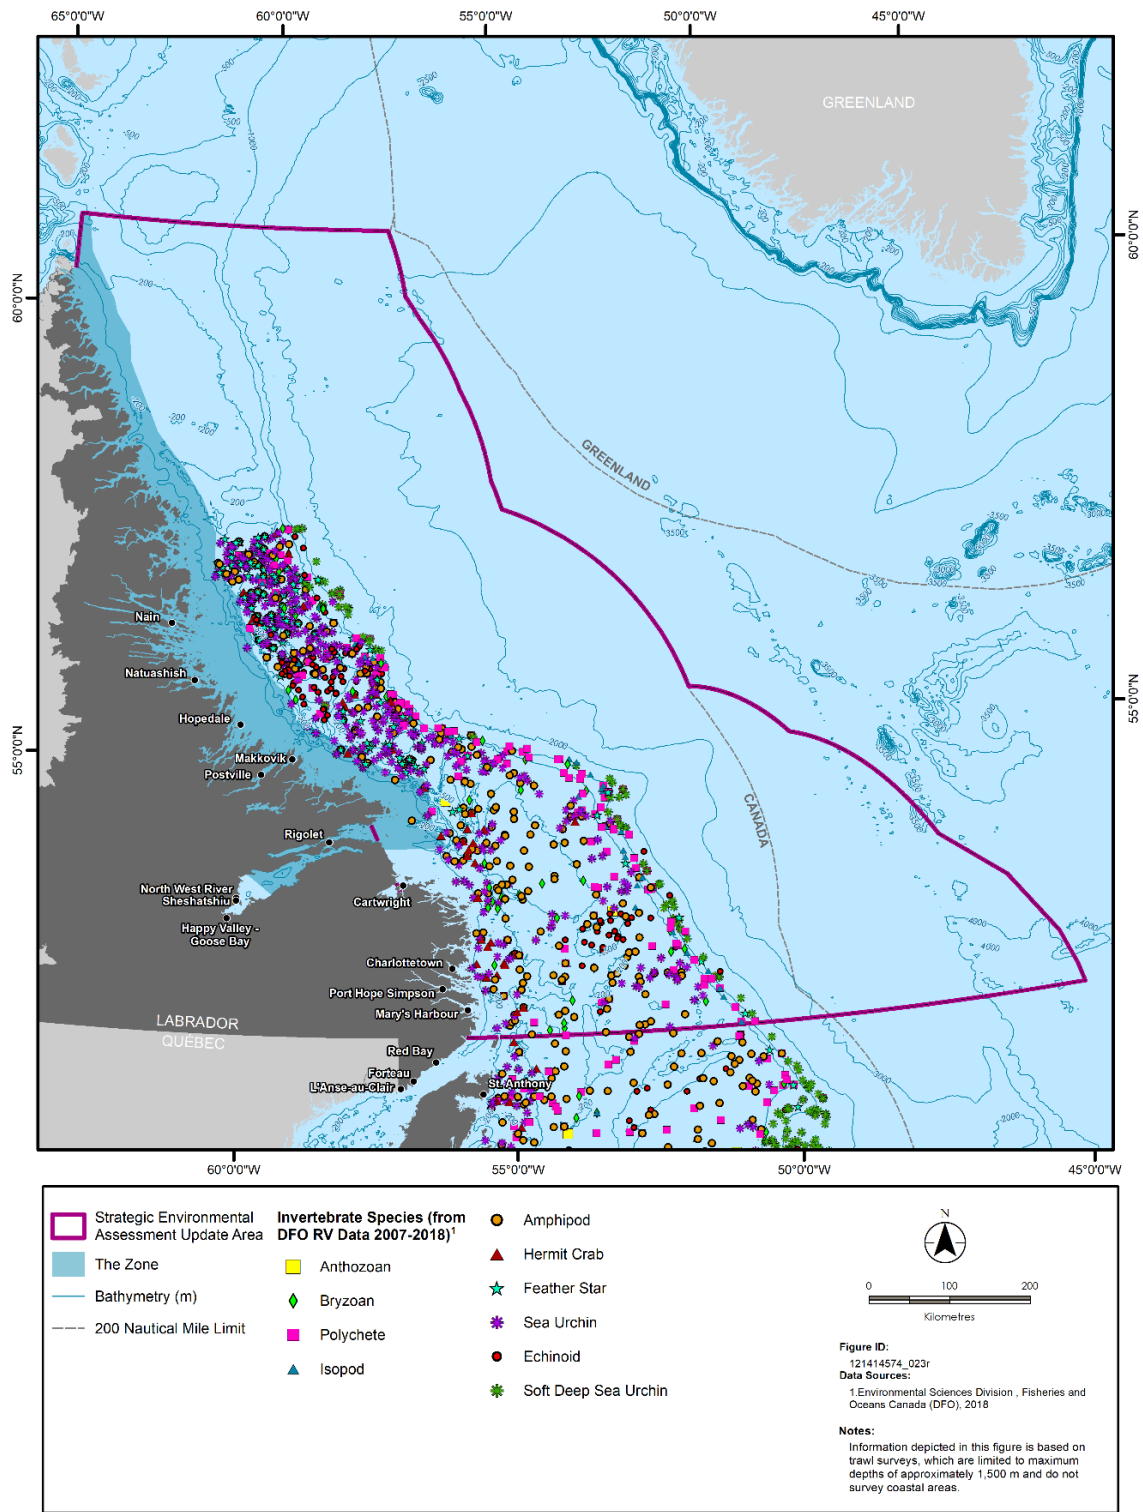 65°0'0"W
60°0'0"W
55°0'0"W
50°0'0"W
45°0'0"W
GREENLAND
60°0'0"N
60°0'0"N
GREENLAND
55°0'0"N
55°0'0"N
CANADA
Nain
Natuashish
Hopedale
Makkovik
Postville
Rigolet
North West River
Sheshatshiu
Happy Valley -
Goose Bay
Cartwright
Charlottetown
Port Hope Simpson
Mary's Harbour
LABRADOR
QUÉBEC
Red Bay
Forteau
L'Anse-au-Clair
St. Anthony
60°0'0"W
55°0'0"W
50°0'0"W
45°0'0"W
Strategic Environmental
Assessment Update Area
The Zone
Bathymetry (m)
200 Nautical Mile Limit
Invertebrate Species (from
DFO RV Data 2007-2018)¹
Anthozoan
Bryzoan
Polychete
Isopod
Amphipod
Hermit Crab
Feather Star
Sea Urchin
Echinoid
Soft Deep Sea Urchin
N
0 100 200
Kilometres
Figure ID:
121414574_023r
Data Sources:
1.Environmental Sciences Division , Fisheries and
Oceans Canada (DFO), 2018
Notes:
Information depicted in this figure is based on
trawl surveys, which are limited to maximum
depths of approximately 1,500 m and do not
survey coastal areas.